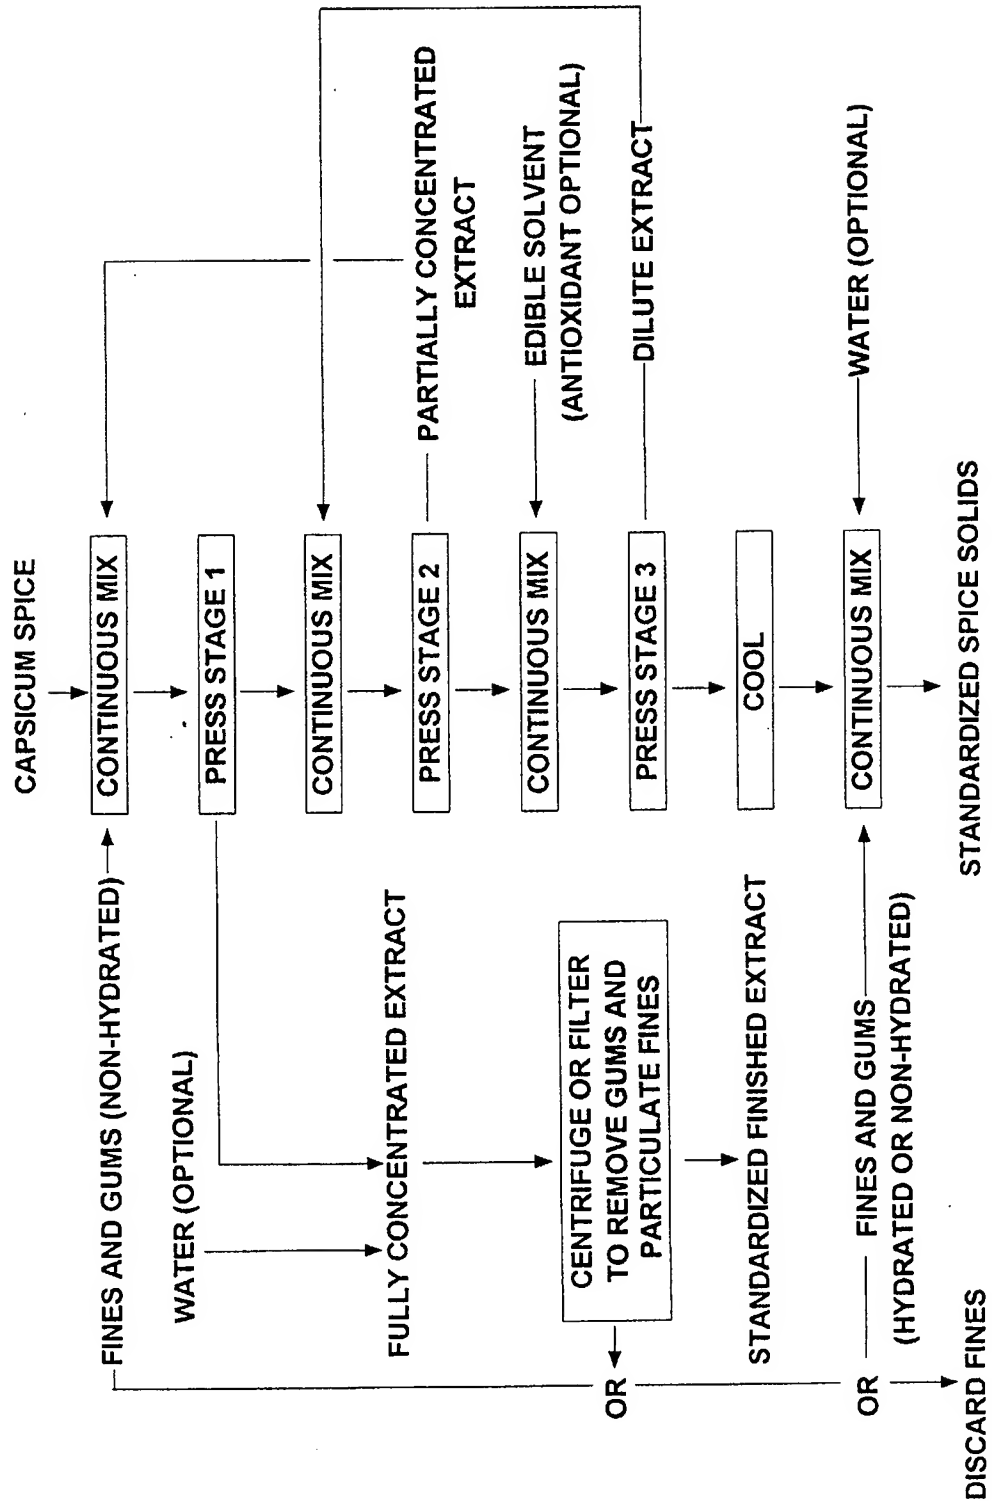 CAPSICUM SPICE
FINES AND GUMS (NON-HYDRATED)
CONTINUOUS MIX
WATER (OPTIONAL)
PRESS STAGE 1
CONTINUOUS MIX
FULLY CONCENTRATED EXTRACT
PRESS STAGE 2
PARTIALLY CONCENTRATED
EXTRACT
CONTINUOUS MIX
EDIBLE SOLVENT
(ANTIOXIDANT OPTIONAL)
CENTRIFUGE OR FILTER
TO REMOVE GUMS AND
PARTICULATE FINES
OR
PRESS STAGE 3
DILUTE EXTRACT
STANDARDIZED FINISHED EXTRACT
COOL
OR
FINES AND GUMS
(HYDRATED OR NON-HYDRATED)
CONTINUOUS MIX
WATER (OPTIONAL)
DISCARD FINES
STANDARDIZED SPICE SOLIDS